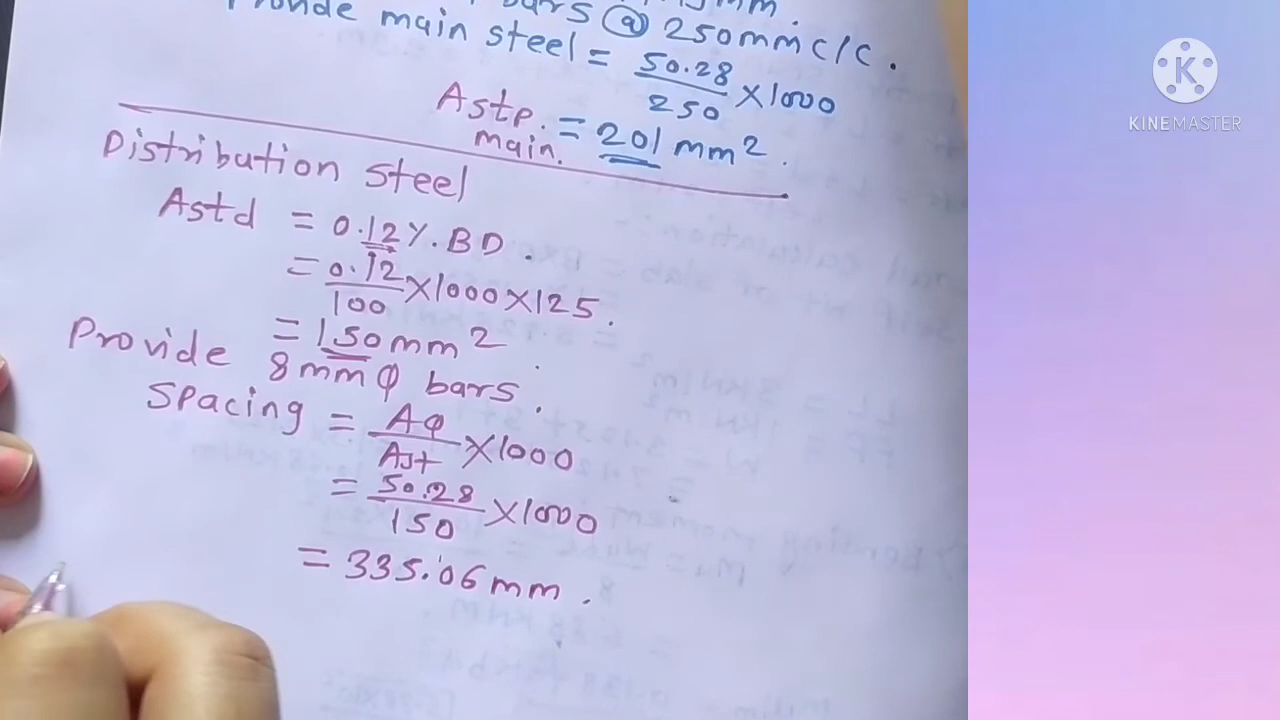 bars @ 250mm c/c.
Provide main steel = 50.28/250 × 1000
Astp. main. = 201 mm².
Distribution Steel
Astd = 0.12%. BD.
= 0.12/100 × 1000 × 125.
= 150mm².
Provide 8mm φ bars.
Spacing = Aφ/Ast × 1000
= 50.28/150 × 1000
= 335.06 mm.
KINEMASTER